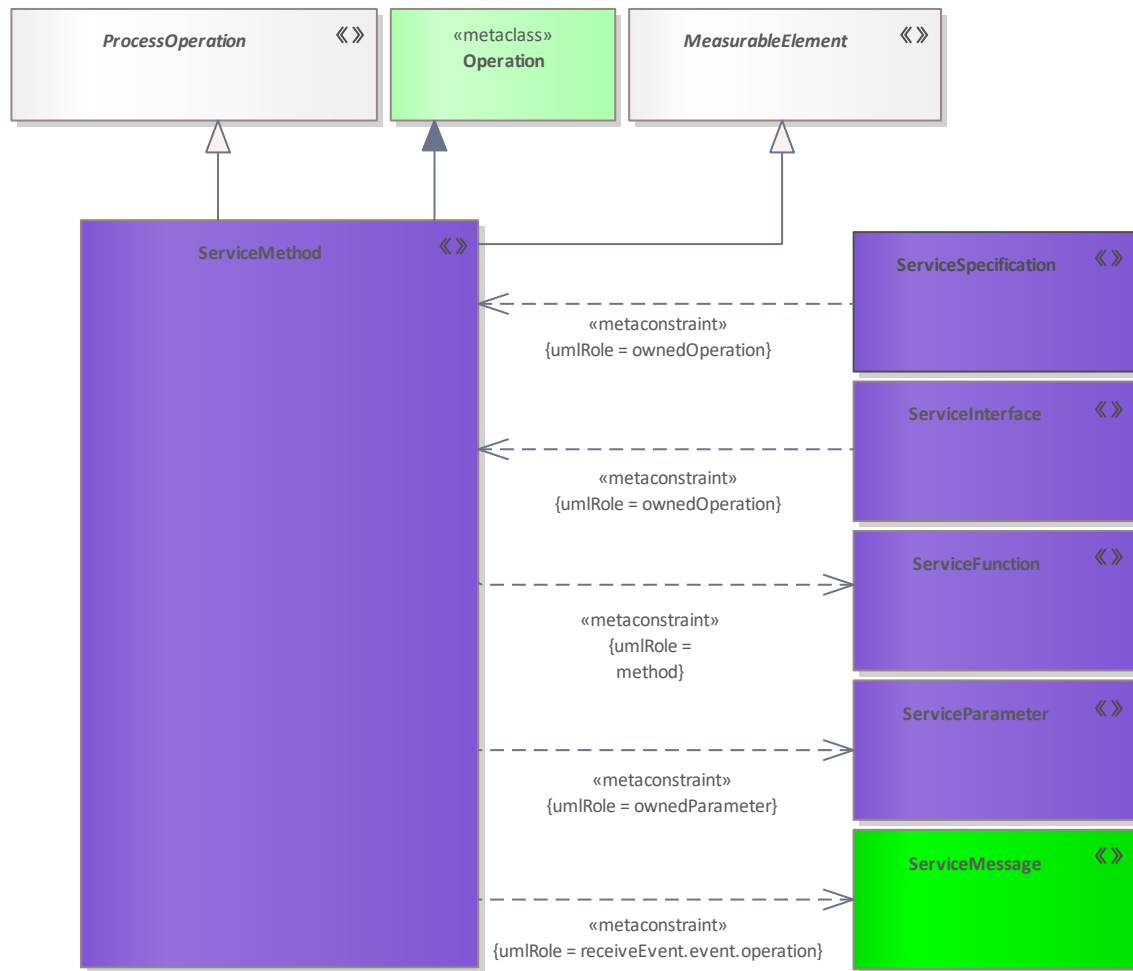 ProcessOperation
«»
«metaclass»
Operation
MeasurableElement
«»
ServiceMethod
«»
ServiceSpecification
«»
«metaconstraint»
{umlRole = ownedOperation}
ServiceInterface
«»
«metaconstraint»
{umlRole = ownedOperation}
ServiceFunction
«»
«metaconstraint»
{umlRole =
method}
ServiceParameter
«»
«metaconstraint»
{umlRole = ownedParameter}
ServiceMessage
«»
«metaconstraint»
{umlRole = receiveEvent.event.operation}